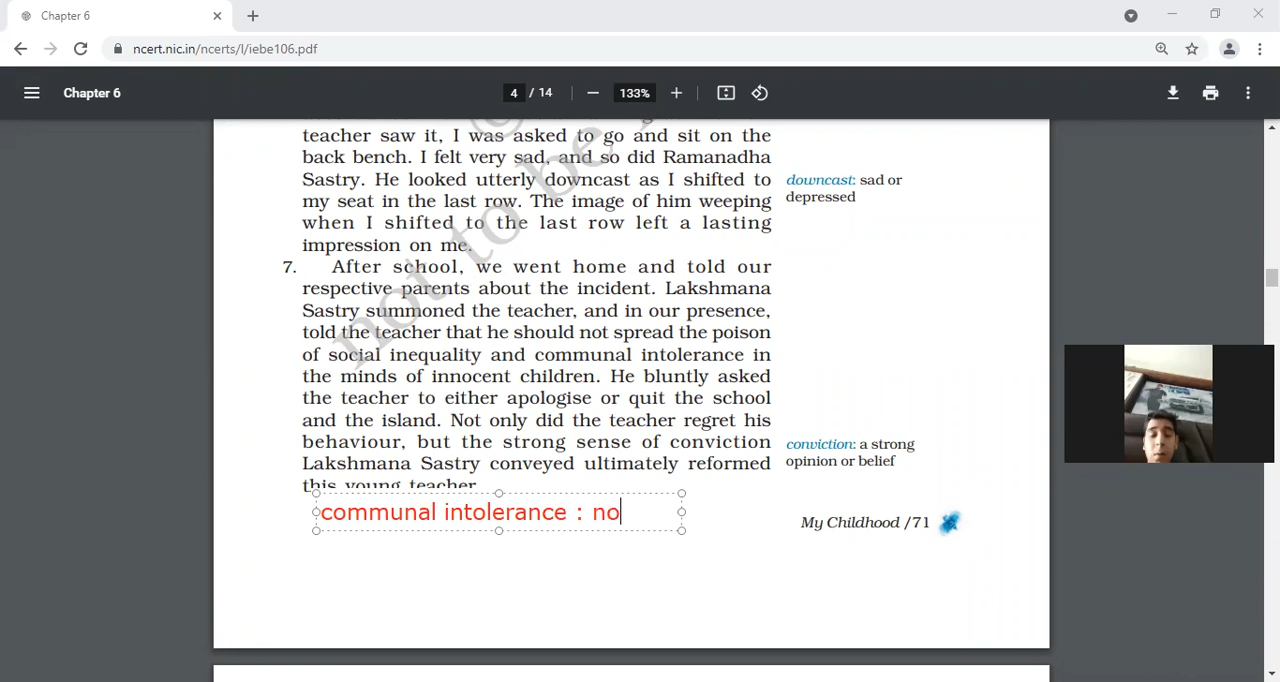 Chapter 6
ncert.nic.in/ncerts/l/iebe106.pdf
Chapter 6
4 / 14
133%
teacher saw it, I was asked to go and sit on the
back bench. I felt very sad, and so did Ramanadha
Sastry. He looked utterly downcast as I shifted to
my seat in the last row. The image of him weeping
when I shifted to the last row left a lasting
impression on me.
downcast: sad or
depressed
7. After school, we went home and told our
respective parents about the incident. Lakshmana
Sastry summoned the teacher, and in our presence,
told the teacher that he should not spread the poison
of social inequality and communal intolerance in
the minds of innocent children. He bluntly asked
the teacher to either apologise or quit the school
and the island. Not only did the teacher regret his
behaviour, but the strong sense of conviction
Lakshmana Sastry conveyed ultimately reformed
this young teacher.
conviction: a strong
opinion or belief
communal intolerance : no
My Childhood /71
not to be